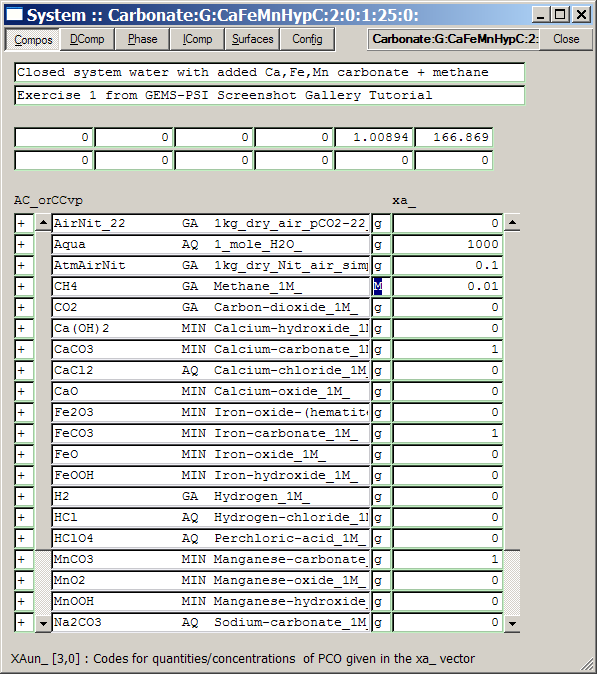 System :: Carbonate:G:CaFeMnHypC:2:0:1:25:0:
Compos DComp Phase IComp Surfaces Config Carbonate:G:CaFeMnHypC:2: Close
Closed system water with added Ca,Fe,Mn carbonate + methane
Exercise 1 from GEMS-PSI Screenshot Gallery Tutorial
0 0 0 0 1.00894 166.869
0 0 0 0 0 0
AC_orCCvp xa_
+ AirNit_22 GA 1kg_dry_air_pCO2-22_ g 0
+ Aqua AQ 1_mole_H2O_ g 1000
+ AtmAirNit GA 1kg_dry_Nit_air_simp g 0.1
+ CH4 GA Methane_1M_ M 0.01
+ CO2 GA Carbon-dioxide_1M_ g 0
+ Ca(OH)2 MIN Calcium-hydroxide_1M g 0
+ CaCO3 MIN Calcium-carbonate_1M g 1
+ CaCl2 AQ Calcium-chloride_1M_ g 0
+ CaO MIN Calcium-oxide_1M_ g 0
+ Fe2O3 MIN Iron-oxide-(hematite g 0
+ FeCO3 MIN Iron-carbonate_1M_ g 1
+ FeO MIN Iron-oxide_1M_ g 0
+ FeOOH MIN Iron-hydroxide_1M_ g 0
+ H2 GA Hydrogen_1M_ g 0
+ HCl AQ Hydrogen-chloride_1M g 0
+ HClO4 AQ Perchloric-acid_1M_ g 0
+ MnCO3 MIN Manganese-carbonate_ g 1
+ MnO2 MIN Manganese-oxide_1M_ g 0
+ MnOOH MIN Manganese-hydroxide_ g 0
+ Na2CO3 AQ Sodium-carbonate_1M_ g 0
XAun_ [3,0] : Codes for quantities/concentrations of PCO given in the xa_ vector